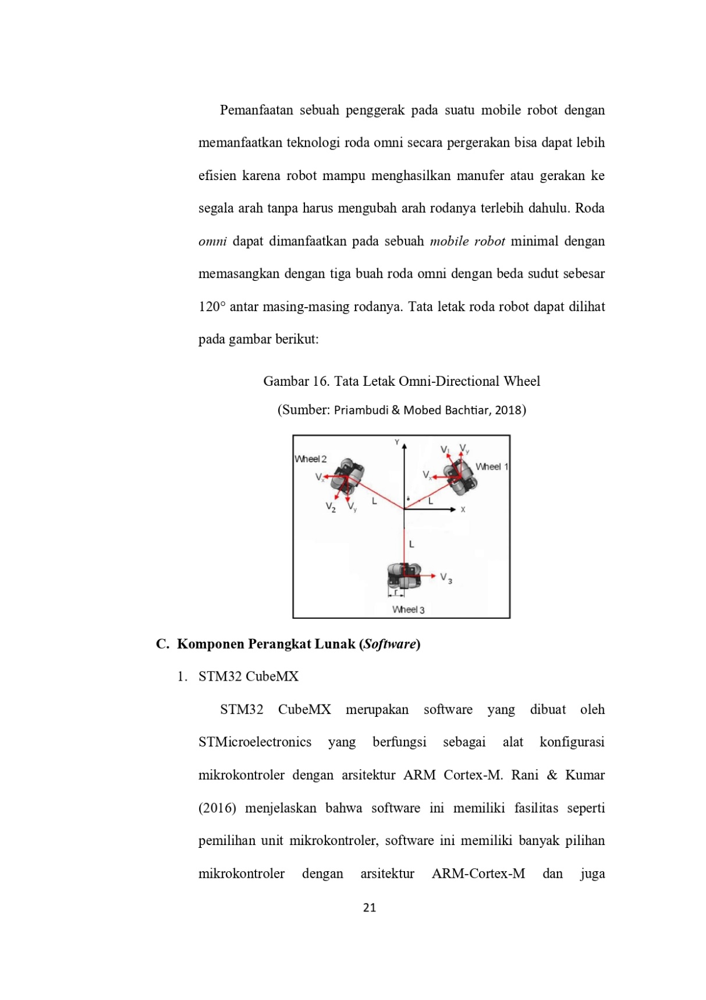 Pemanfaatan sebuah penggerak pada suatu mobile robot dengan
memanfaatkan teknologi roda omni secara pergerakan bisa dapat lebih
efisien karena robot mampu menghasilkan manufer atau gerakan ke
segala arah tanpa harus mengubah arah rodanya terlebih dahulu. Roda
omni dapat dimanfaatkan pada sebuah mobile robot minimal dengan
memasangkan dengan tiga buah roda omni dengan beda sudut sebesar
120° antar masing-masing rodanya. Tata letak roda robot dapat dilihat
pada gambar berikut:
Gambar 16. Tata Letak Omni-Directional Wheel
(Sumber: Priambudi & Mobed Bachtiar, 2018)
Y
V1 Vy
Wheel 2
Wheel 1
Vx
Vx
L
L
V2 Vy
X
L
V3
r
Wheel 3
C. Komponen Perangkat Lunak (Software)
1. STM32 CubeMX
STM32 CubeMX merupakan software yang dibuat oleh
STMicroelectronics yang berfungsi sebagai alat konfigurasi
mikrokontroler dengan arsitektur ARM Cortex-M. Rani & Kumar
(2016) menjelaskan bahwa software ini memiliki fasilitas seperti
pemilihan unit mikrokontroler, software ini memiliki banyak pilihan
mikrokontroler dengan arsitektur ARM-Cortex-M dan juga
21